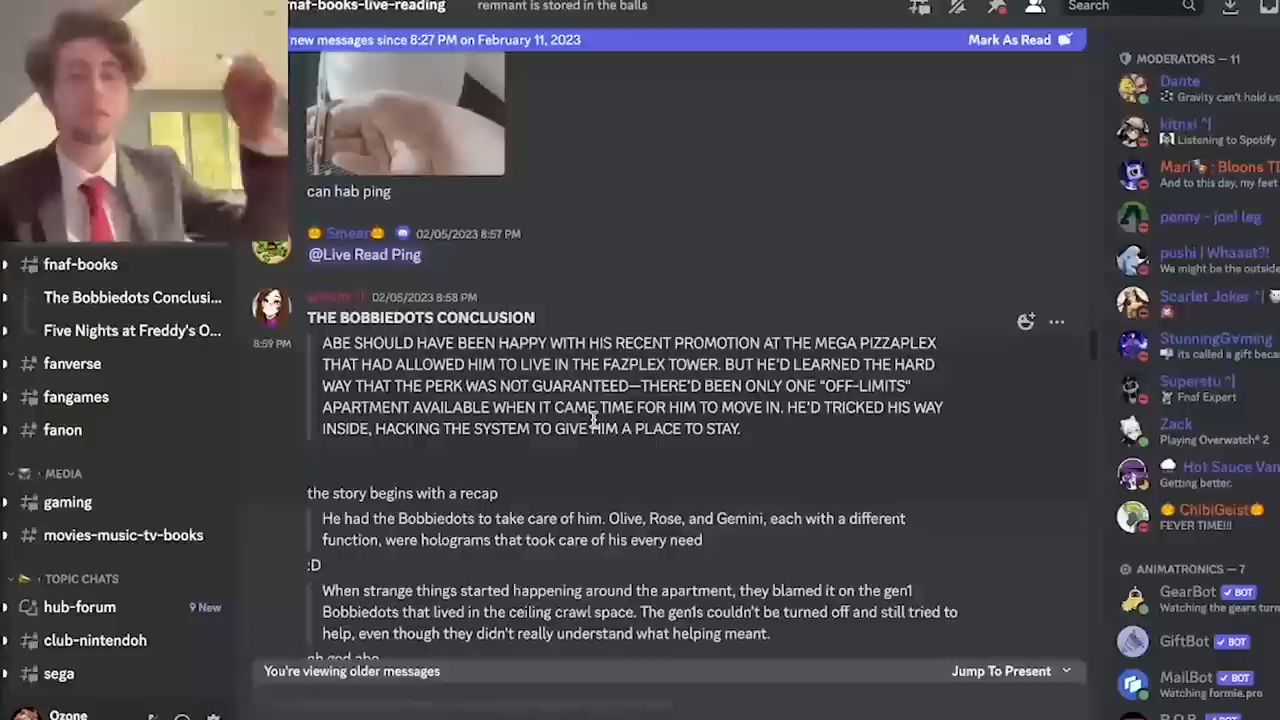 fnaf-books-live-reading
remnant is stored in the balls
Search
new messages since 8:27 PM on February 11, 2023
Mark As Read
can hab ping
Smear 02/05/2023 8:57 PM
@Live Read Ping
02/05/2023 8:58 PM
THE BOBBIEDOTS CONCLUSION
8:59 PM
ABE SHOULD HAVE BEEN HAPPY WITH HIS RECENT PROMOTION AT THE MEGA PIZZAPLEX
THAT HAD ALLOWED HIM TO LIVE IN THE FAZPLEX TOWER. BUT HE'D LEARNED THE HARD
WAY THAT THE PERK WAS NOT GUARANTEED—THERE'D BEEN ONLY ONE "OFF-LIMITS"
APARTMENT AVAILABLE WHEN IT CAME TIME FOR HIM TO MOVE IN. HE'D TRICKED HIS WAY
INSIDE, HACKING THE SYSTEM TO GIVE HIM A PLACE TO STAY.
the story begins with a recap
He had the Bobbiedots to take care of him. Olive, Rose, and Gemini, each with a different
function, were holograms that took care of his every need
:D
When strange things started happening around the apartment, they blamed it on the gen1
Bobbiedots that lived in the ceiling crawl space. The gen1s couldn't be turned off and still tried to
help, even though they didn't really understand what helping meant.
You're viewing older messages
Jump To Present
fnaf-books
The Bobbiedots Conclusi...
Five Nights at Freddy's O...
fanverse
fangames
fanon
MEDIA
gaming
movies-music-tv-books
TOPIC CHATS
hub-forum 9 New
club-nintendoh
sega
Ozone
MODERATORS — 11
Dante
Gravity can't hold us
kitnxi ^|
Listening to Spotify
Mari : Bloons TD
And to this day, my feet
penny - joel leg
pushi | Whaaat?!
We might be the outside
Scarlet Joker ^|
StunningGVming
its called a gift becau
Superstu ^|
Fnaf Expert
Zack
Playing Overwatch® 2
Hot Sauce Van
Getting better.
ChibiGeist
FEVER TIME!!!
ANIMATRONICS — 7
GearBot BOT
Watching the gears turn
GiftBot BOT
MailBot BOT
Watching formie.pro
BOT